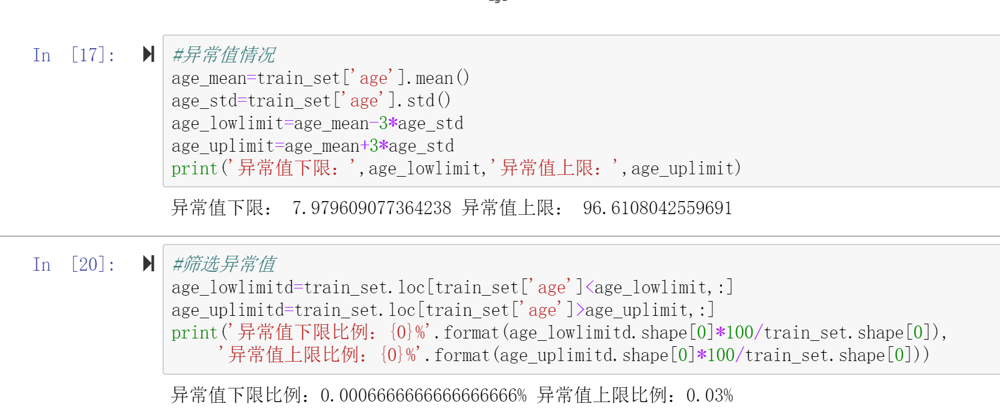 In [17]:
#异常值情况
age_mean=train_set['age'].mean()
age_std=train_set['age'].std()
age_lowlimit=age_mean-3*age_std
age_uplimit=age_mean+3*age_std
print('异常值下限：',age_lowlimit,'异常值上限：',age_uplimit)
异常值下限： 7.979609077364238 异常值上限： 96.6108042559691
In [20]:
#筛选异常值
age_lowlimitd=train_set.loc[train_set['age']<age_lowlimit,:]
age_uplimitd=train_set.loc[train_set['age']>age_uplimit,:]
print('异常值下限比例：{0}%'.format(age_lowlimitd.shape[0]*100/train_set.shape[0]),
'异常值上限比例：{0}%'.format(age_uplimitd.shape[0]*100/train_set.shape[0]))
异常值下限比例：0.0006666666666666666% 异常值上限比例：0.03%